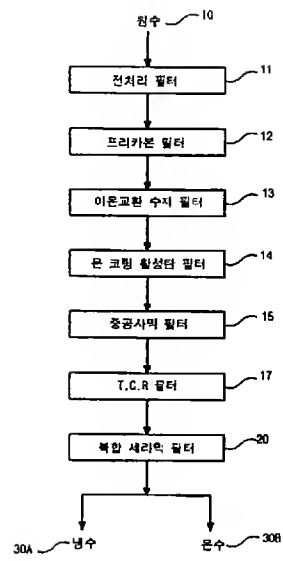 원수 10
전처리 필터 11
프리카본 필터 12
이온교환 수지 필터 13
은 코팅 활성탄 필터 14
중공사막 필터 15
T.C.R 필터 17
복합 세라믹 필터 20
30A 냉수 온수 30B